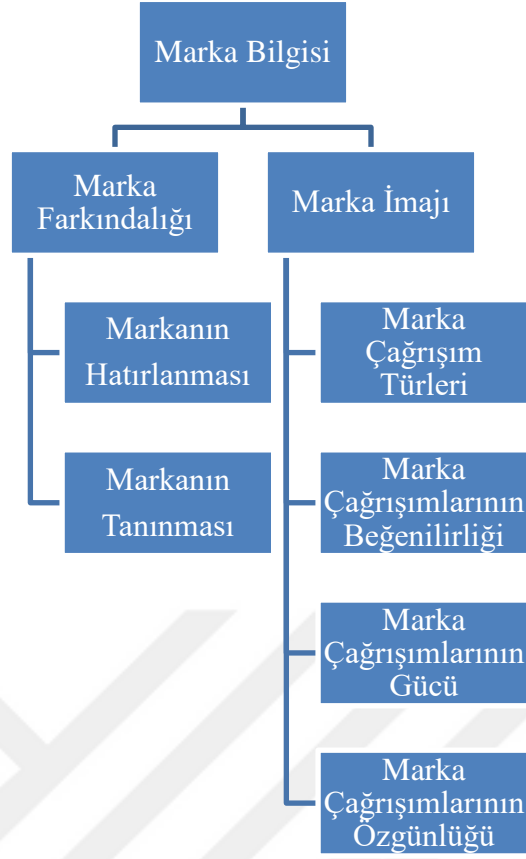 Marka Bilgisi
Marka
Farkındalığı
Marka İmajı
Markanın
Hatırlanması
Markanın
Tanınması
Marka
Çağrışım
Türleri
Marka
Çağrışımlarının
Beğenilirliği
Marka
Çağrışımlarının
Gücü
Marka
Çağrışımlarının
Özgünlüğü